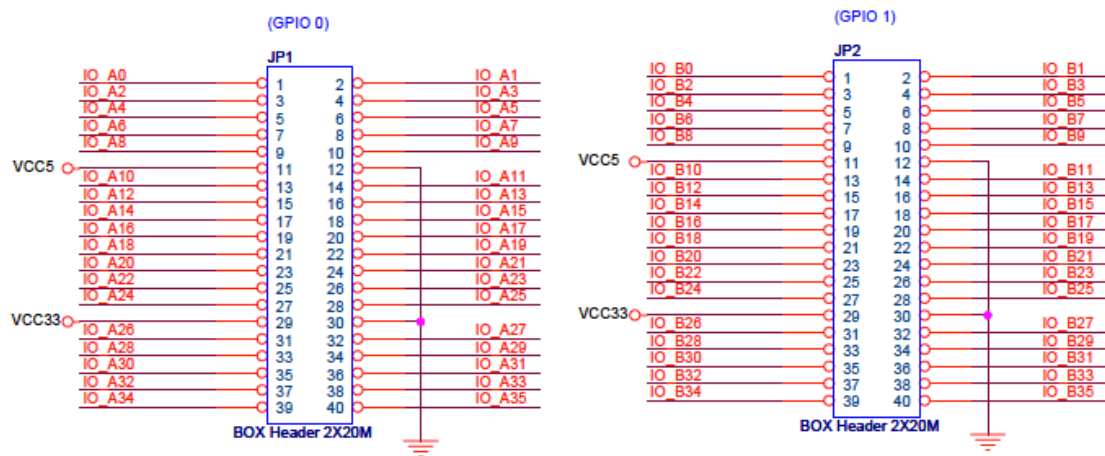 (GPIO 0)
JP1
IO_A0 1 2 IO_A1
IO_A2 3 4 IO_A3
IO_A4 5 6 IO_A5
IO_A6 7 8 IO_A7
IO_A8 9 10 IO_A9
VCC5 11 12
IO_A10 13 14 IO_A11
IO_A12 15 16 IO_A13
IO_A14 17 18 IO_A15
IO_A16 19 20 IO_A17
IO_A18 21 22 IO_A19
IO_A20 23 24 IO_A21
IO_A22 25 26 IO_A23
IO_A24 27 28 IO_A25
VCC33 29 30
IO_A26 31 32 IO_A27
IO_A28 33 34 IO_A29
IO_A30 35 36 IO_A31
IO_A32 37 38 IO_A33
IO_A34 39 40 IO_A35
BOX Header 2X20M
(GPIO 1)
JP2
IO_B0 1 2 IO_B1
IO_B2 3 4 IO_B3
IO_B4 5 6 IO_B5
IO_B6 7 8 IO_B7
IO_B8 9 10 IO_B9
VCC5 11 12
IO_B10 13 14 IO_B11
IO_B12 15 16 IO_B13
IO_B14 17 18 IO_B15
IO_B16 19 20 IO_B17
IO_B18 21 22 IO_B19
IO_B20 23 24 IO_B21
IO_B22 25 26 IO_B23
IO_B24 27 28 IO_B25
VCC33 29 30
IO_B26 31 32 IO_B27
IO_B28 33 34 IO_B29
IO_B30 35 36 IO_B31
IO_B32 37 38 IO_B33
IO_B34 39 40 IO_B35
BOX Header 2X20M